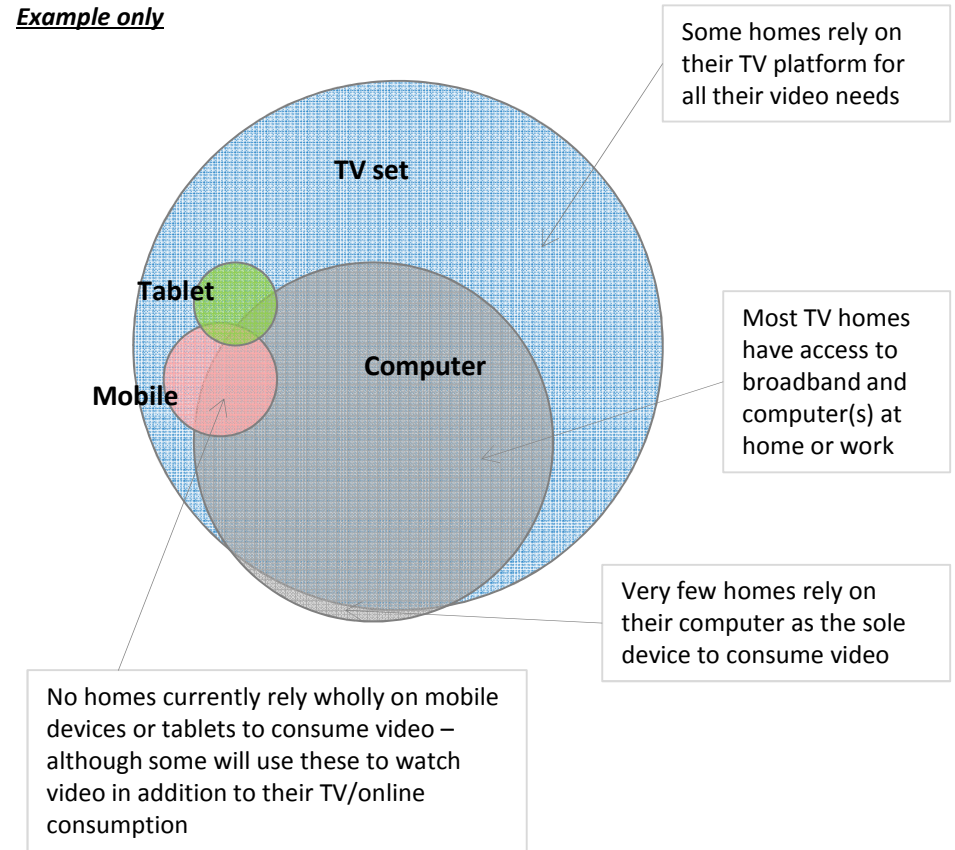 Example only
Some homes rely on
their TV platform for
all their video needs
TV set
Tablet
Mobile
Computer
Most TV homes
have access to
broadband and
computer(s) at
home or work
Very few homes rely on
their computer as the sole
device to consume video
No homes currently rely wholly on mobile
devices or tablets to consume video –
although some will use these to watch
video in addition to their TV/online
consumption